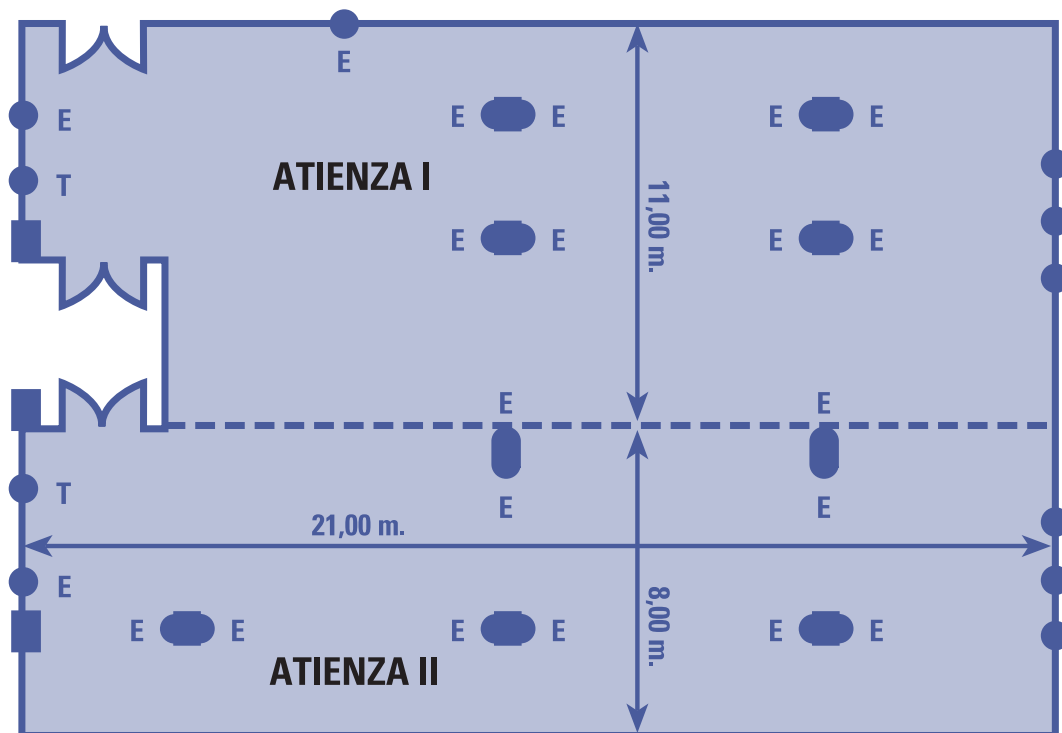 E
E E E E
E
T
ATIENZA I
11,00 m.
E E E E
E E
T
E E
21,00 m.
E
8,00 m.
E E E E E E
ATIENZA II